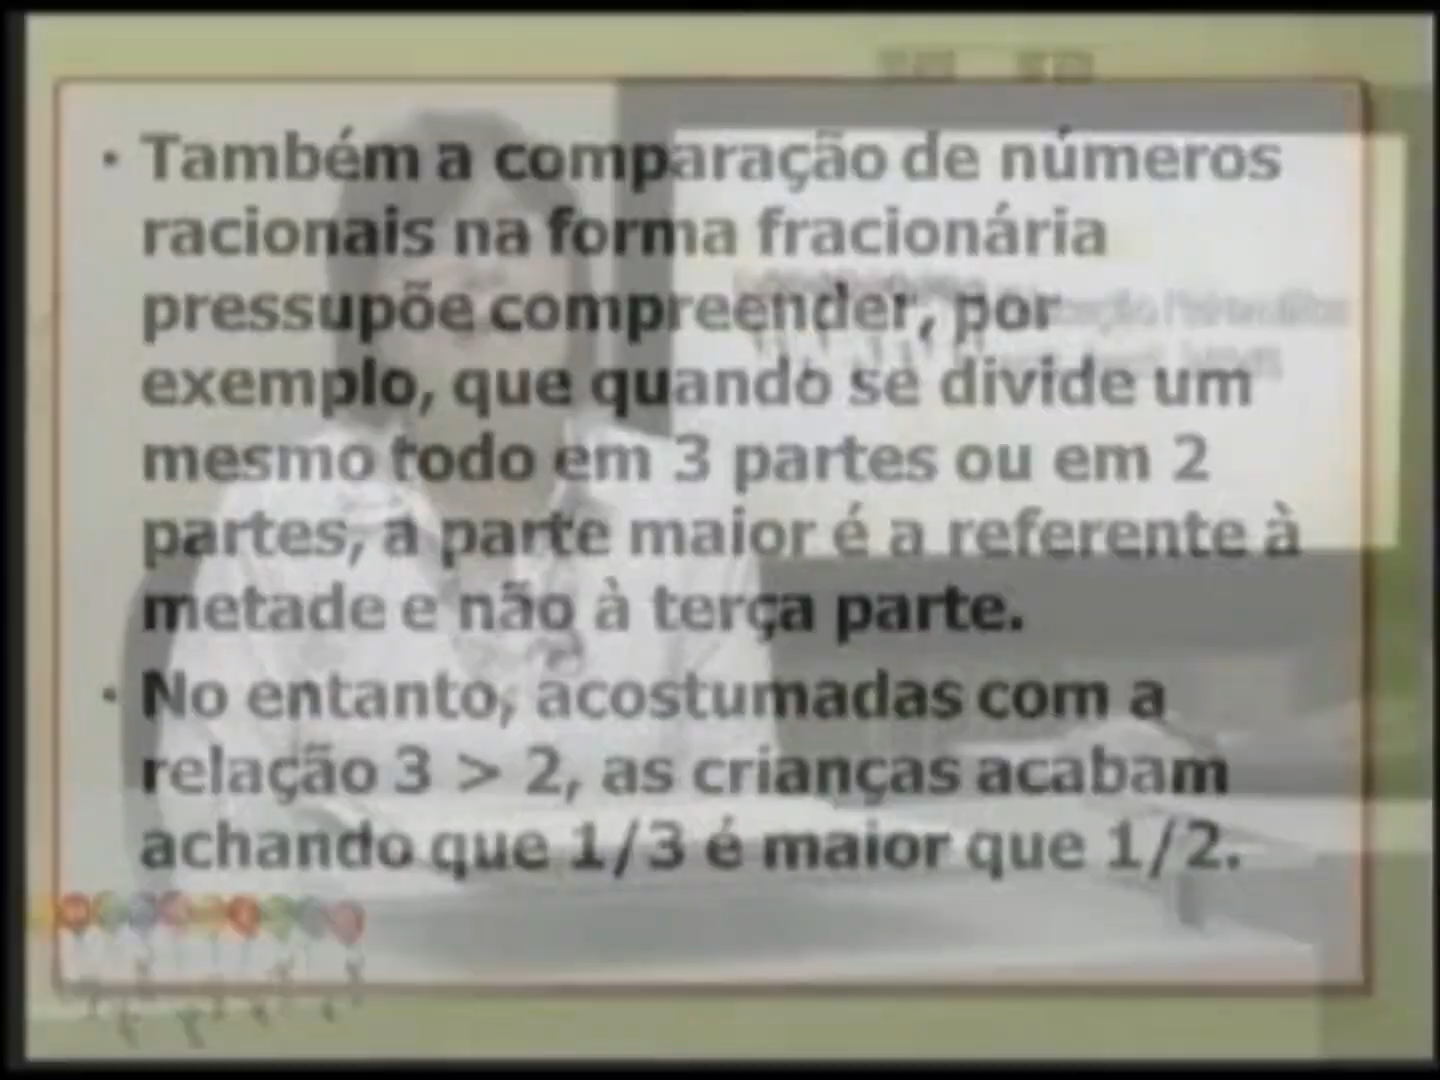 • Também a comparação de números
racionais na forma fracionária
pressupõe compreender, por
exemplo, que quando se divide um
mesmo todo em 3 partes ou em 2
partes, a parte maior é a referente à
metade e não à terça parte.
• No entanto, acostumadas com a
relação 3 > 2, as crianças acabam
achando que 1/3 é maior que 1/2.